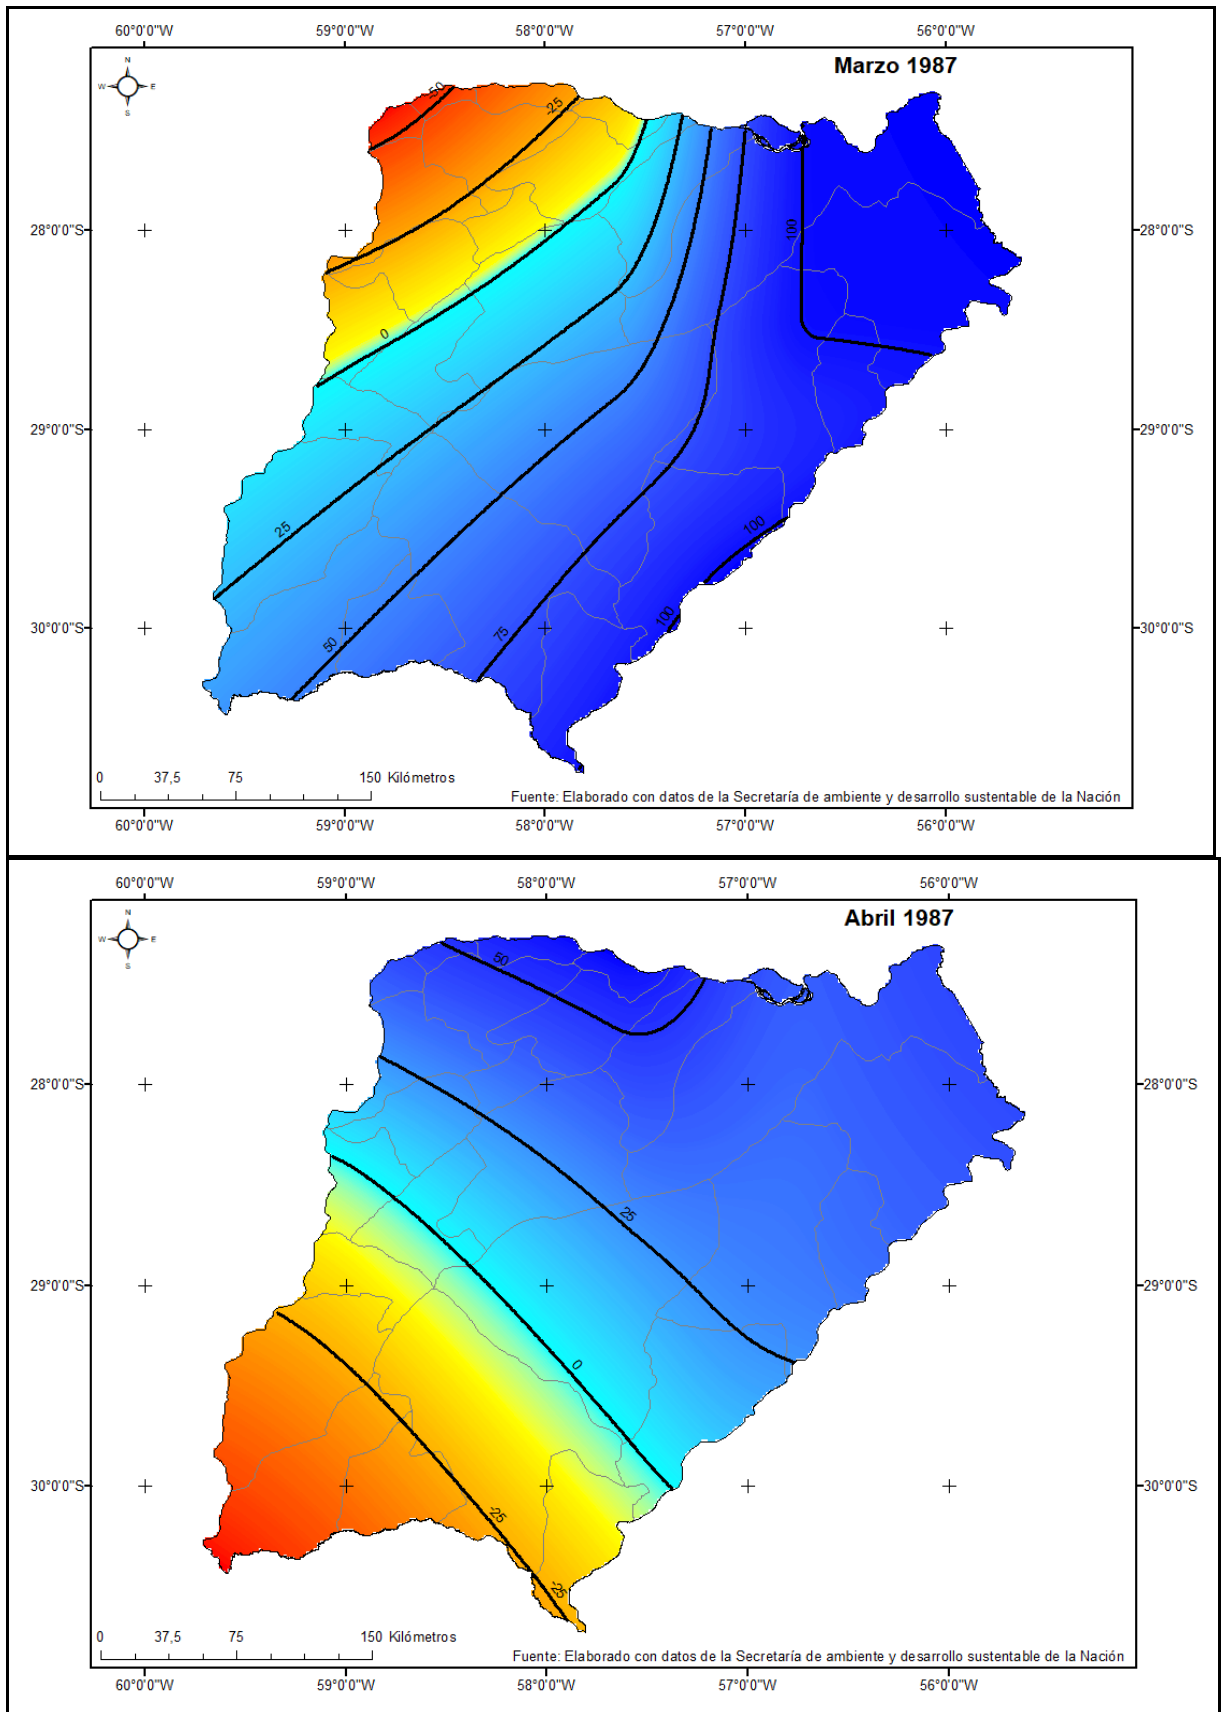 60°0'0"W 59°0'0"W 58°0'0"W 57°0'0"W 56°0'0"W
Marzo 1987
N
W E
S
-50
-25
28°0'0"S 28°0'0"S
100
0
29°0'0"S 29°0'0"S
25
100
100
30°0'0"S 30°0'0"S
50
75
0 37,5 75 150 Kilómetros
Fuente: Elaborado con datos de la Secretaría de ambiente y desarrollo sustentable de la Nación
60°0'0"W 59°0'0"W 58°0'0"W 57°0'0"W 56°0'0"W
60°0'0"W 59°0'0"W 58°0'0"W 57°0'0"W 56°0'0"W
Abril 1987
N
W E
S
50
28°0'0"S 28°0'0"S
25
29°0'0"S 29°0'0"S
0
30°0'0"S 30°0'0"S
-25
-25
0 37,5 75 150 Kilómetros
Fuente: Elaborado con datos de la Secretaría de ambiente y desarrollo sustentable de la Nación
60°0'0"W 59°0'0"W 58°0'0"W 57°0'0"W 56°0'0"W